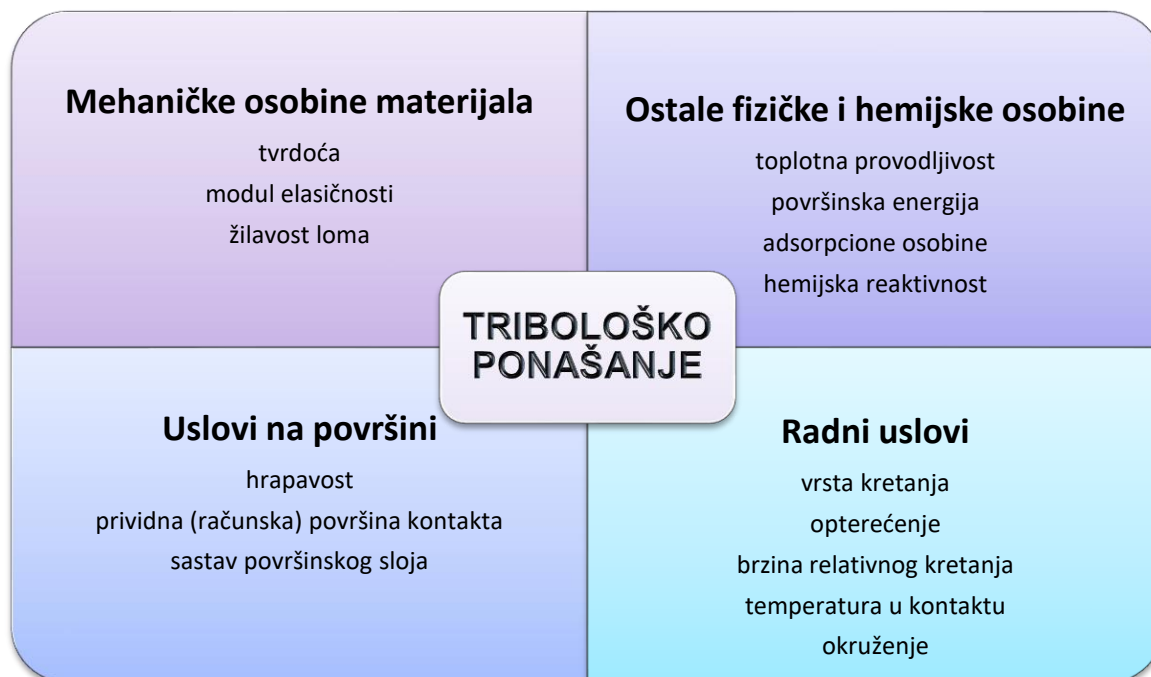 Mehaničke osobine materijala
tvrdoća
modul elasičnosti
žilavost loma
Ostale fizičke i hemijske osobine
toplotna provodljivost
površinska energija
adsorpcione osobine
hemijska reaktivnost
TRIBOLOŠKO
PONAŠANJE
Uslovi na površini
hrapavost
prividna (računska) površina kontakta
sastav površinskog sloja
Radni uslovi
vrsta kretanja
opterećenje
brzina relativnog kretanja
temperatura u kontaktu
okruženje